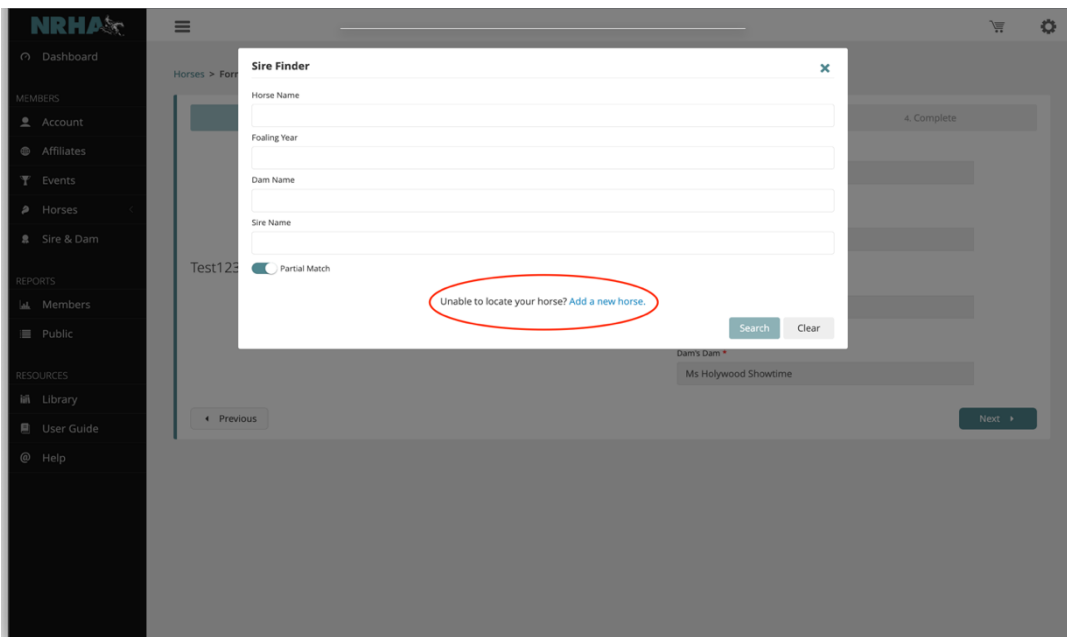 NRHA
Dashboard
MEMBERS
Account
Affiliates
Events
Horses
Sire & Dam
REPORTS
Members
Public
RESOURCES
Library
User Guide
Help
Horses > Form
Sire Finder
Horse Name
Foaling Year
Dam Name
Sire Name
Partial Match
Unable to locate your horse? Add a new horse.
Search Clear
4. Complete
Test123
Dam's Dam *
Ms Holywood Showtime
Previous
Next